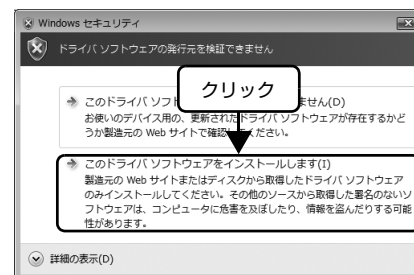 Windows セキュリティ
ドライバ ソフトウェアの発行元を検証できません
クリック
このドライバ ソフト
ません(D)
お使いのデバイス用の、更新されたドライバ ソフトウェアが存在するかど
うか製造元の Web サイトで確認してください。
このドライバ ソフトウェアをインストールします(I)
製造元の Web サイトまたはディスクから取得したドライバ ソフトウェア
のみインストールしてください。その他のソースから取得した署名のないソ
フトウェアは、コンピュータに危害を及ぼしたり、情報を盗んだりする可能
性があります。
詳細の表示(D)